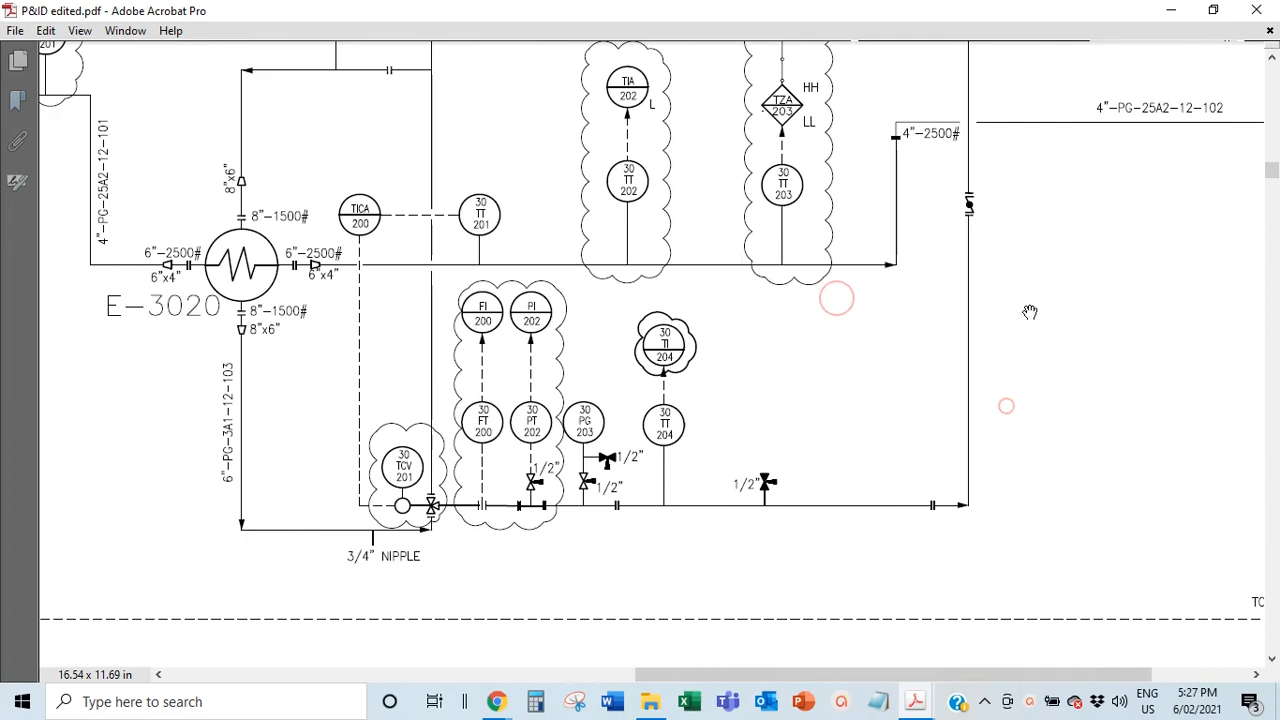 P&ID edited.pdf - Adobe Acrobat Pro
File Edit View Window Help
201
TIA
202
L
TZA
203
HH
LL
4"-PG-25A2-12-102
4"-2500#
4"-PG-25A2-12-101
8"x6"
30
TT
202
30
TT
203
TICA
200
30
TT
201
8"-1500#
6"-2500#
6"x4"
6"-2500#
6"x4"
E-3020
8"-1500#
8"x6"
FI
200
PI
202
30
TI
204
6"-PG-3A1-12-103
30
FT
200
30
PT
202
30
PG
203
30
TT
204
30
TCV
201
1/2"
1/2"
1/2"
1/2"
3/4" NIPPLE
TC
16.54 x 11.69 in
Type here to search
ENG
US
5:27 PM
6/02/2021
3